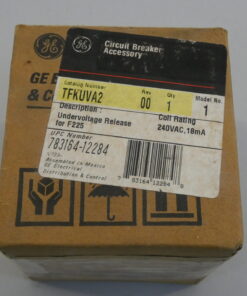 Circuit Breaker
Accessory
GE E
& C
Catalog Number
TFKUVA2
Rev
00
Qty
1
Model No
1
Description :
Undervoltage Release
for F225
Coil Rating
240VAC,18mA
UPC Number
783164-12284
Assembled in Mexico
GE Electrical
Distribution & Control